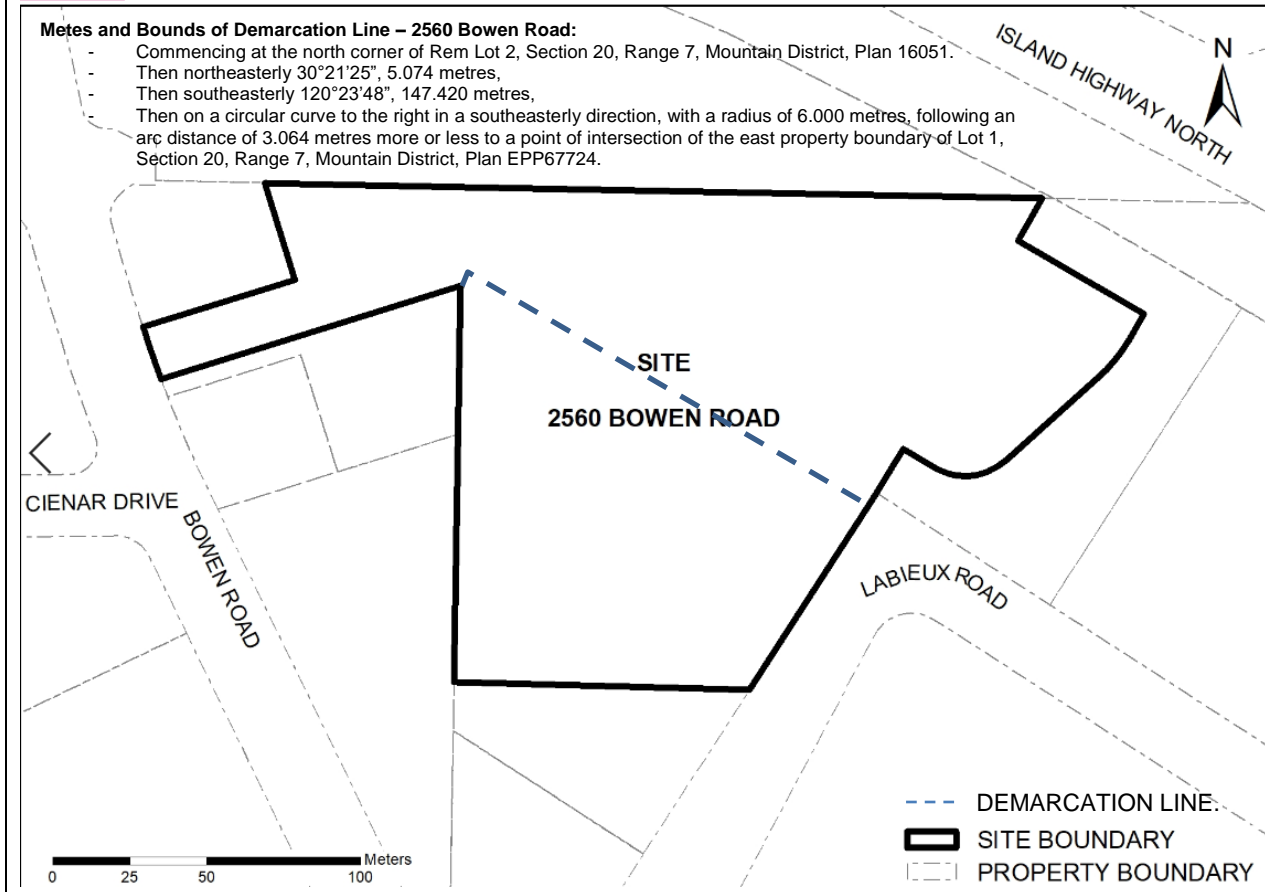 Metes and Bounds of Demarcation Line – 2560 Bowen Road:
- Commencing at the north corner of Rem Lot 2, Section 20, Range 7, Mountain District, Plan 16051.
- Then northeasterly 30°21'25", 5.074 metres,
- Then southeasterly 120°23'48", 147.420 metres,
- Then on a circular curve to the right in a southeasterly direction, with a radius of 6.000 metres, following an
arc distance of 3.064 metres more or less to a point of intersection of the east property boundary of Lot 1,
Section 20, Range 7, Mountain District, Plan EPP67724.
ISLAND HIGHWAY NORTH
N
SITE
2560 BOWEN ROAD
CIENAR DRIVE
BOWEN ROAD
LABIEUX ROAD
DEMARCATION LINE.
SITE BOUNDARY
PROPERTY BOUNDARY
Meters
0 25 50 100